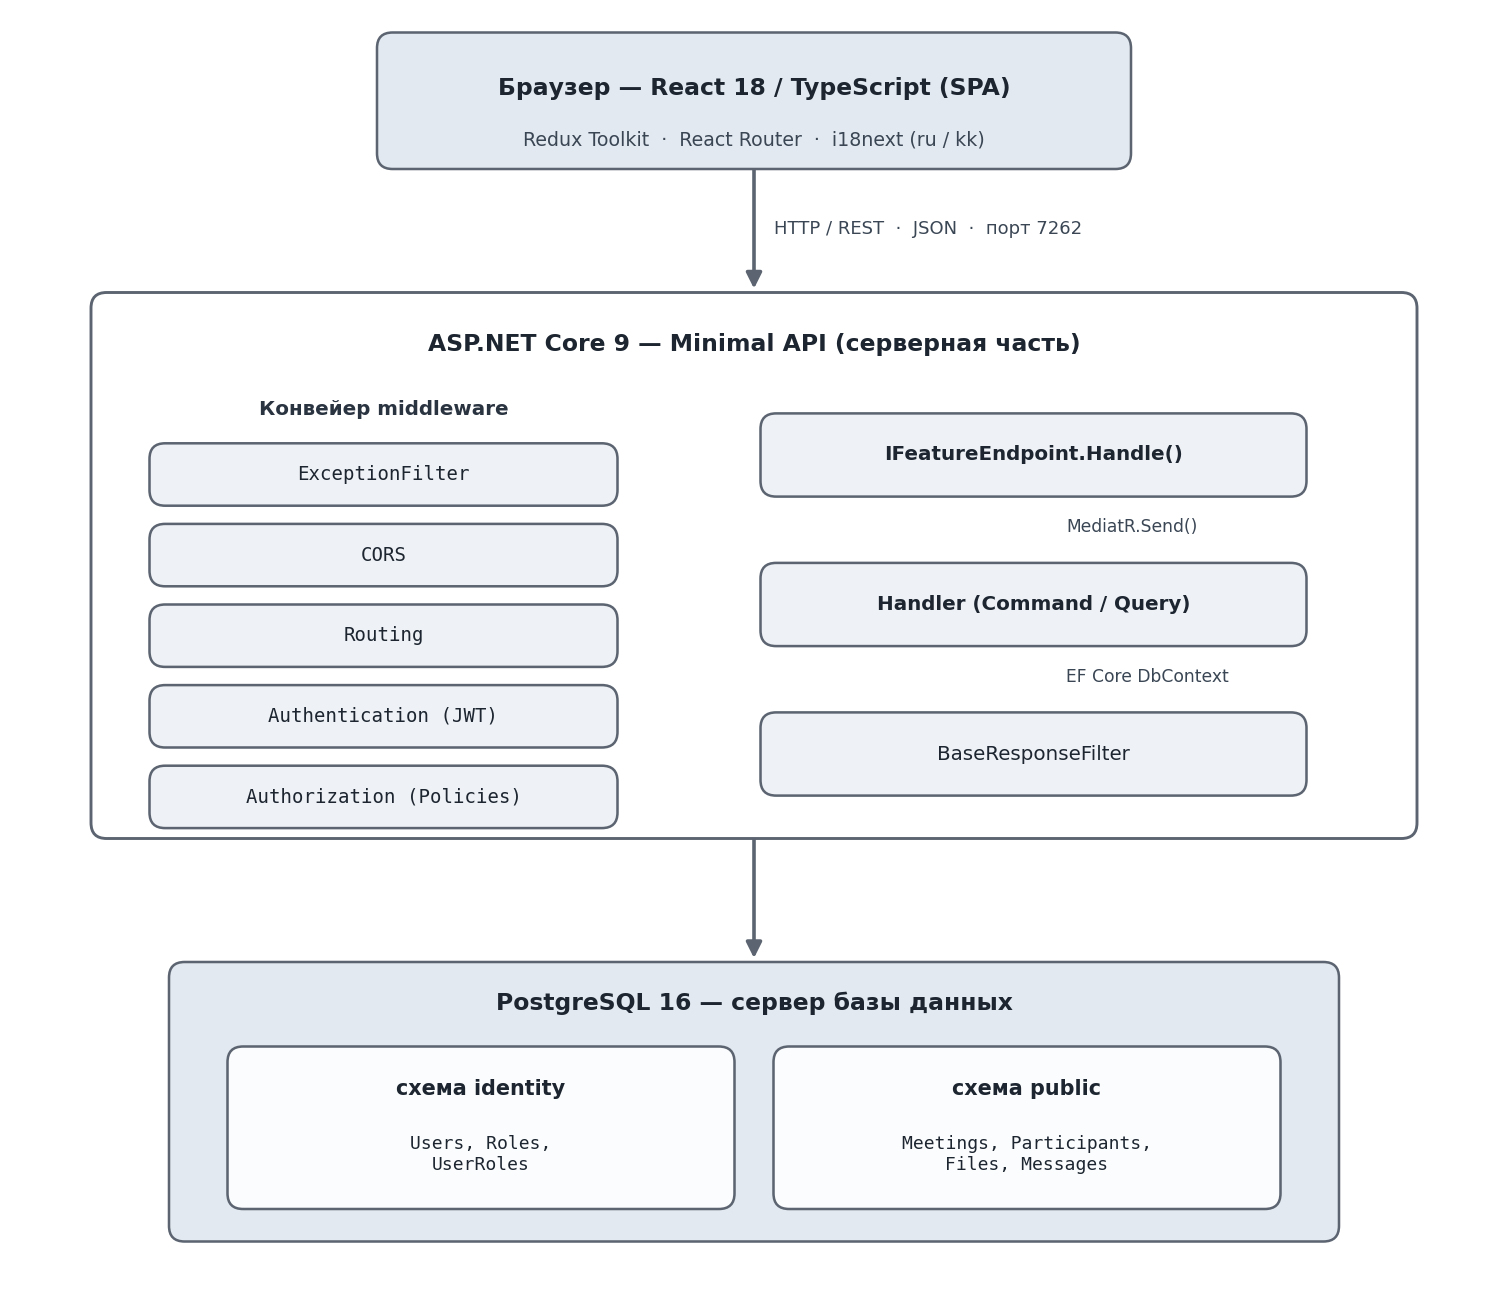 Браузер — React 18 / TypeScript (SPA)
Redux Toolkit · React Router · i18next (ru / kk)
HTTP / REST · JSON · порт 7262
ASP.NET Core 9 — Minimal API (серверная часть)
Конвейер middleware
ExceptionFilter
CORS
Routing
Authentication (JWT)
Authorization (Policies)
IFeatureEndpoint.Handle()
MediatR.Send()
Handler (Command / Query)
EF Core DbContext
BaseResponseFilter
PostgreSQL 16 — сервер базы данных
схема identity
Users, Roles,
UserRoles
схема public
Meetings, Participants,
Files, Messages